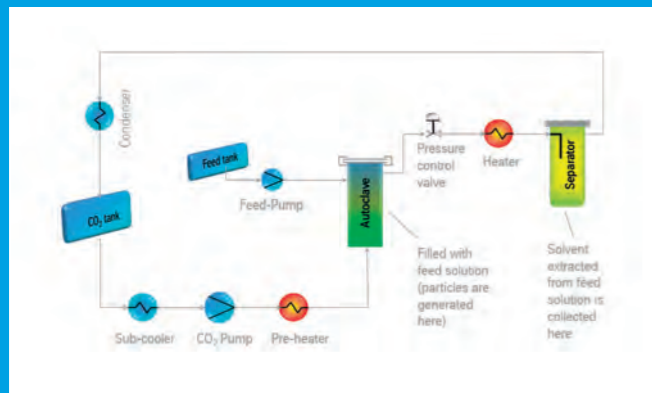 Condenser
Feed tank
Feed-Pump
CO₂ tank
Autoclave
Pressure
control
valve
Heater
Separator
Filled with
feed solution
(particles are
generated
here)
Solvent
extracted
from feed
solution is
collected
here
Sub-cooler
CO₂ Pump
Pre-heater